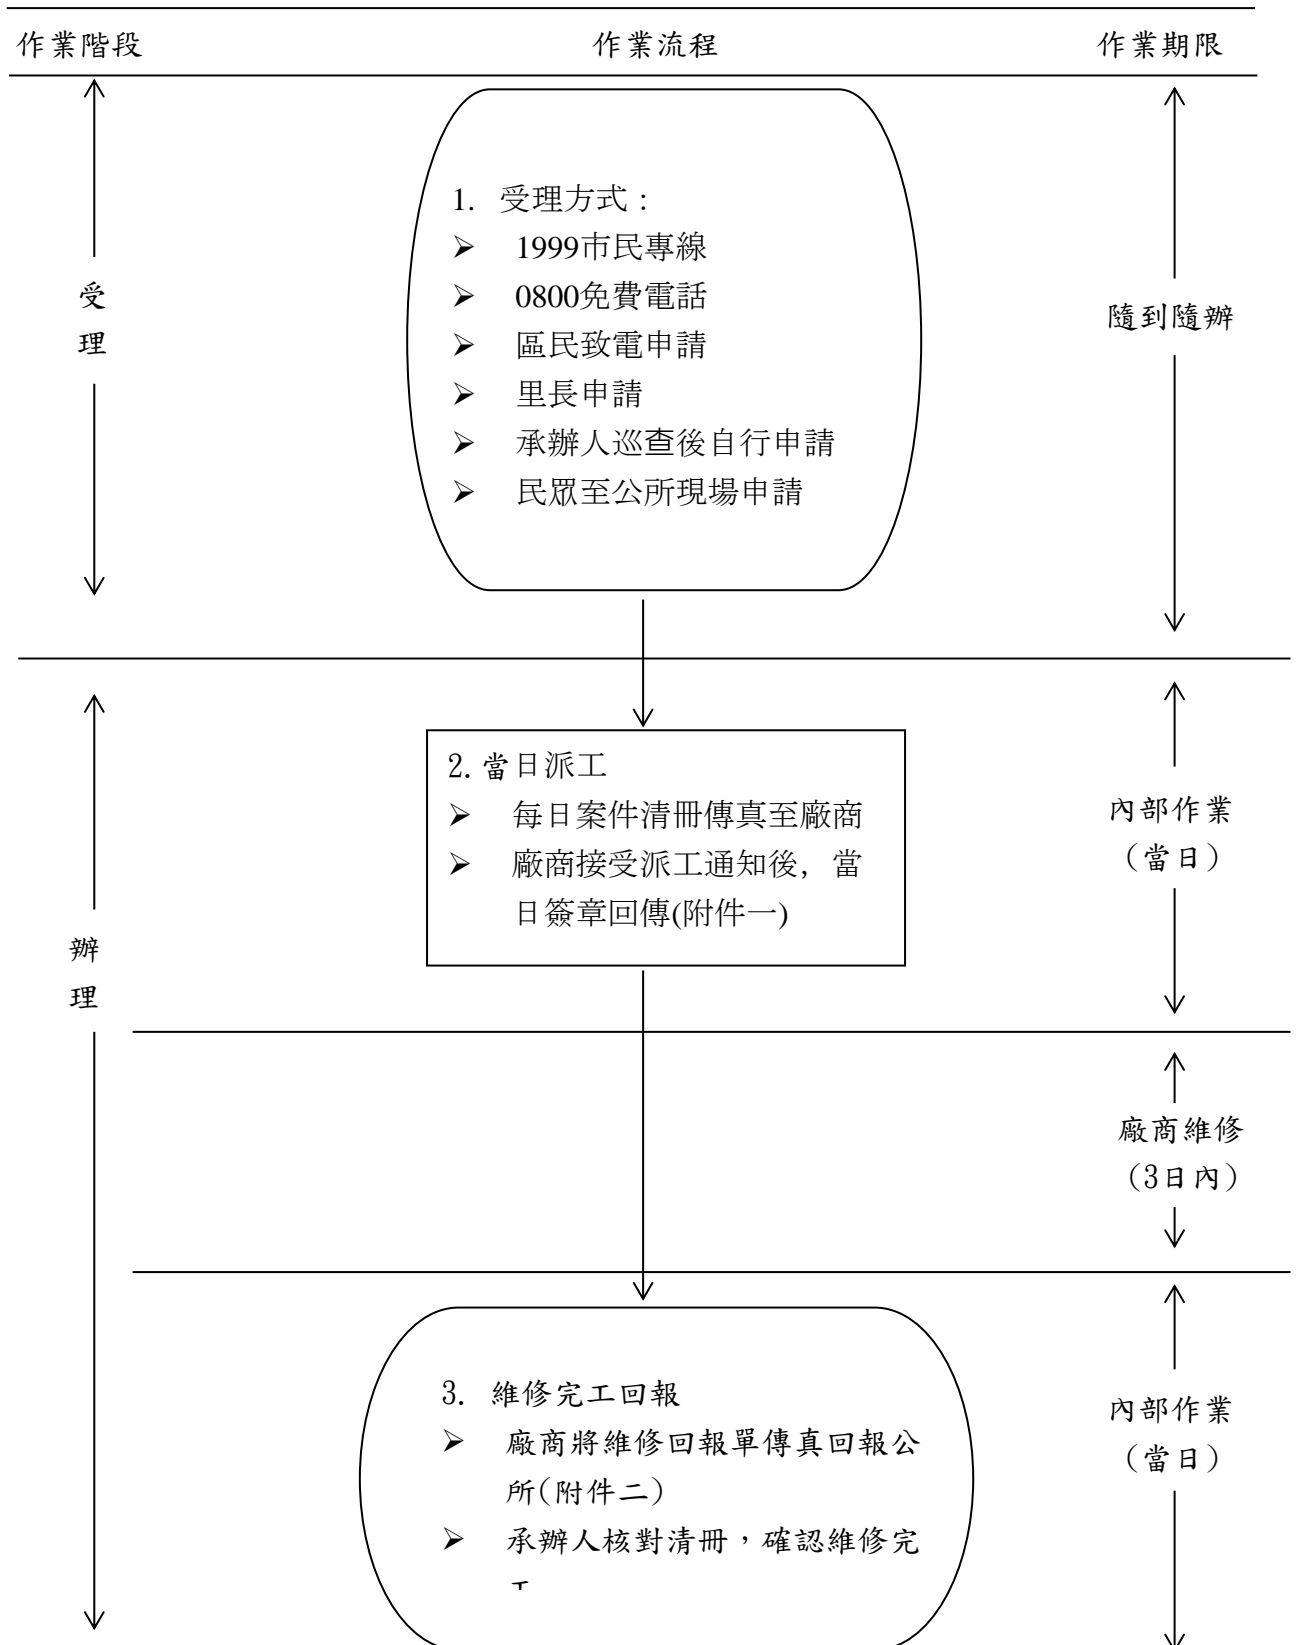 作業階段 作業流程 作業期限
1. 受理方式：
➢ 1999市民專線
➢ 0800免費電話
➢ 區民致電申請
➢ 里長申請
➢ 承辦人巡查後自行申請
➢ 民眾至公所現場申請
受
理
隨到隨辦
2.當日派工
➢ 每日案件清冊傳真至廠商
➢ 廠商接受派工通知後，當
日簽章回傳(附件一)
內部作業
（當日）
辦
理
廠商維修
（3日內）
3. 維修完工回報
➢ 廠商將維修回報單傳真回報公
所(附件二)
➢ 承辦人核對清冊，確認維修完
內部作業
（當日）